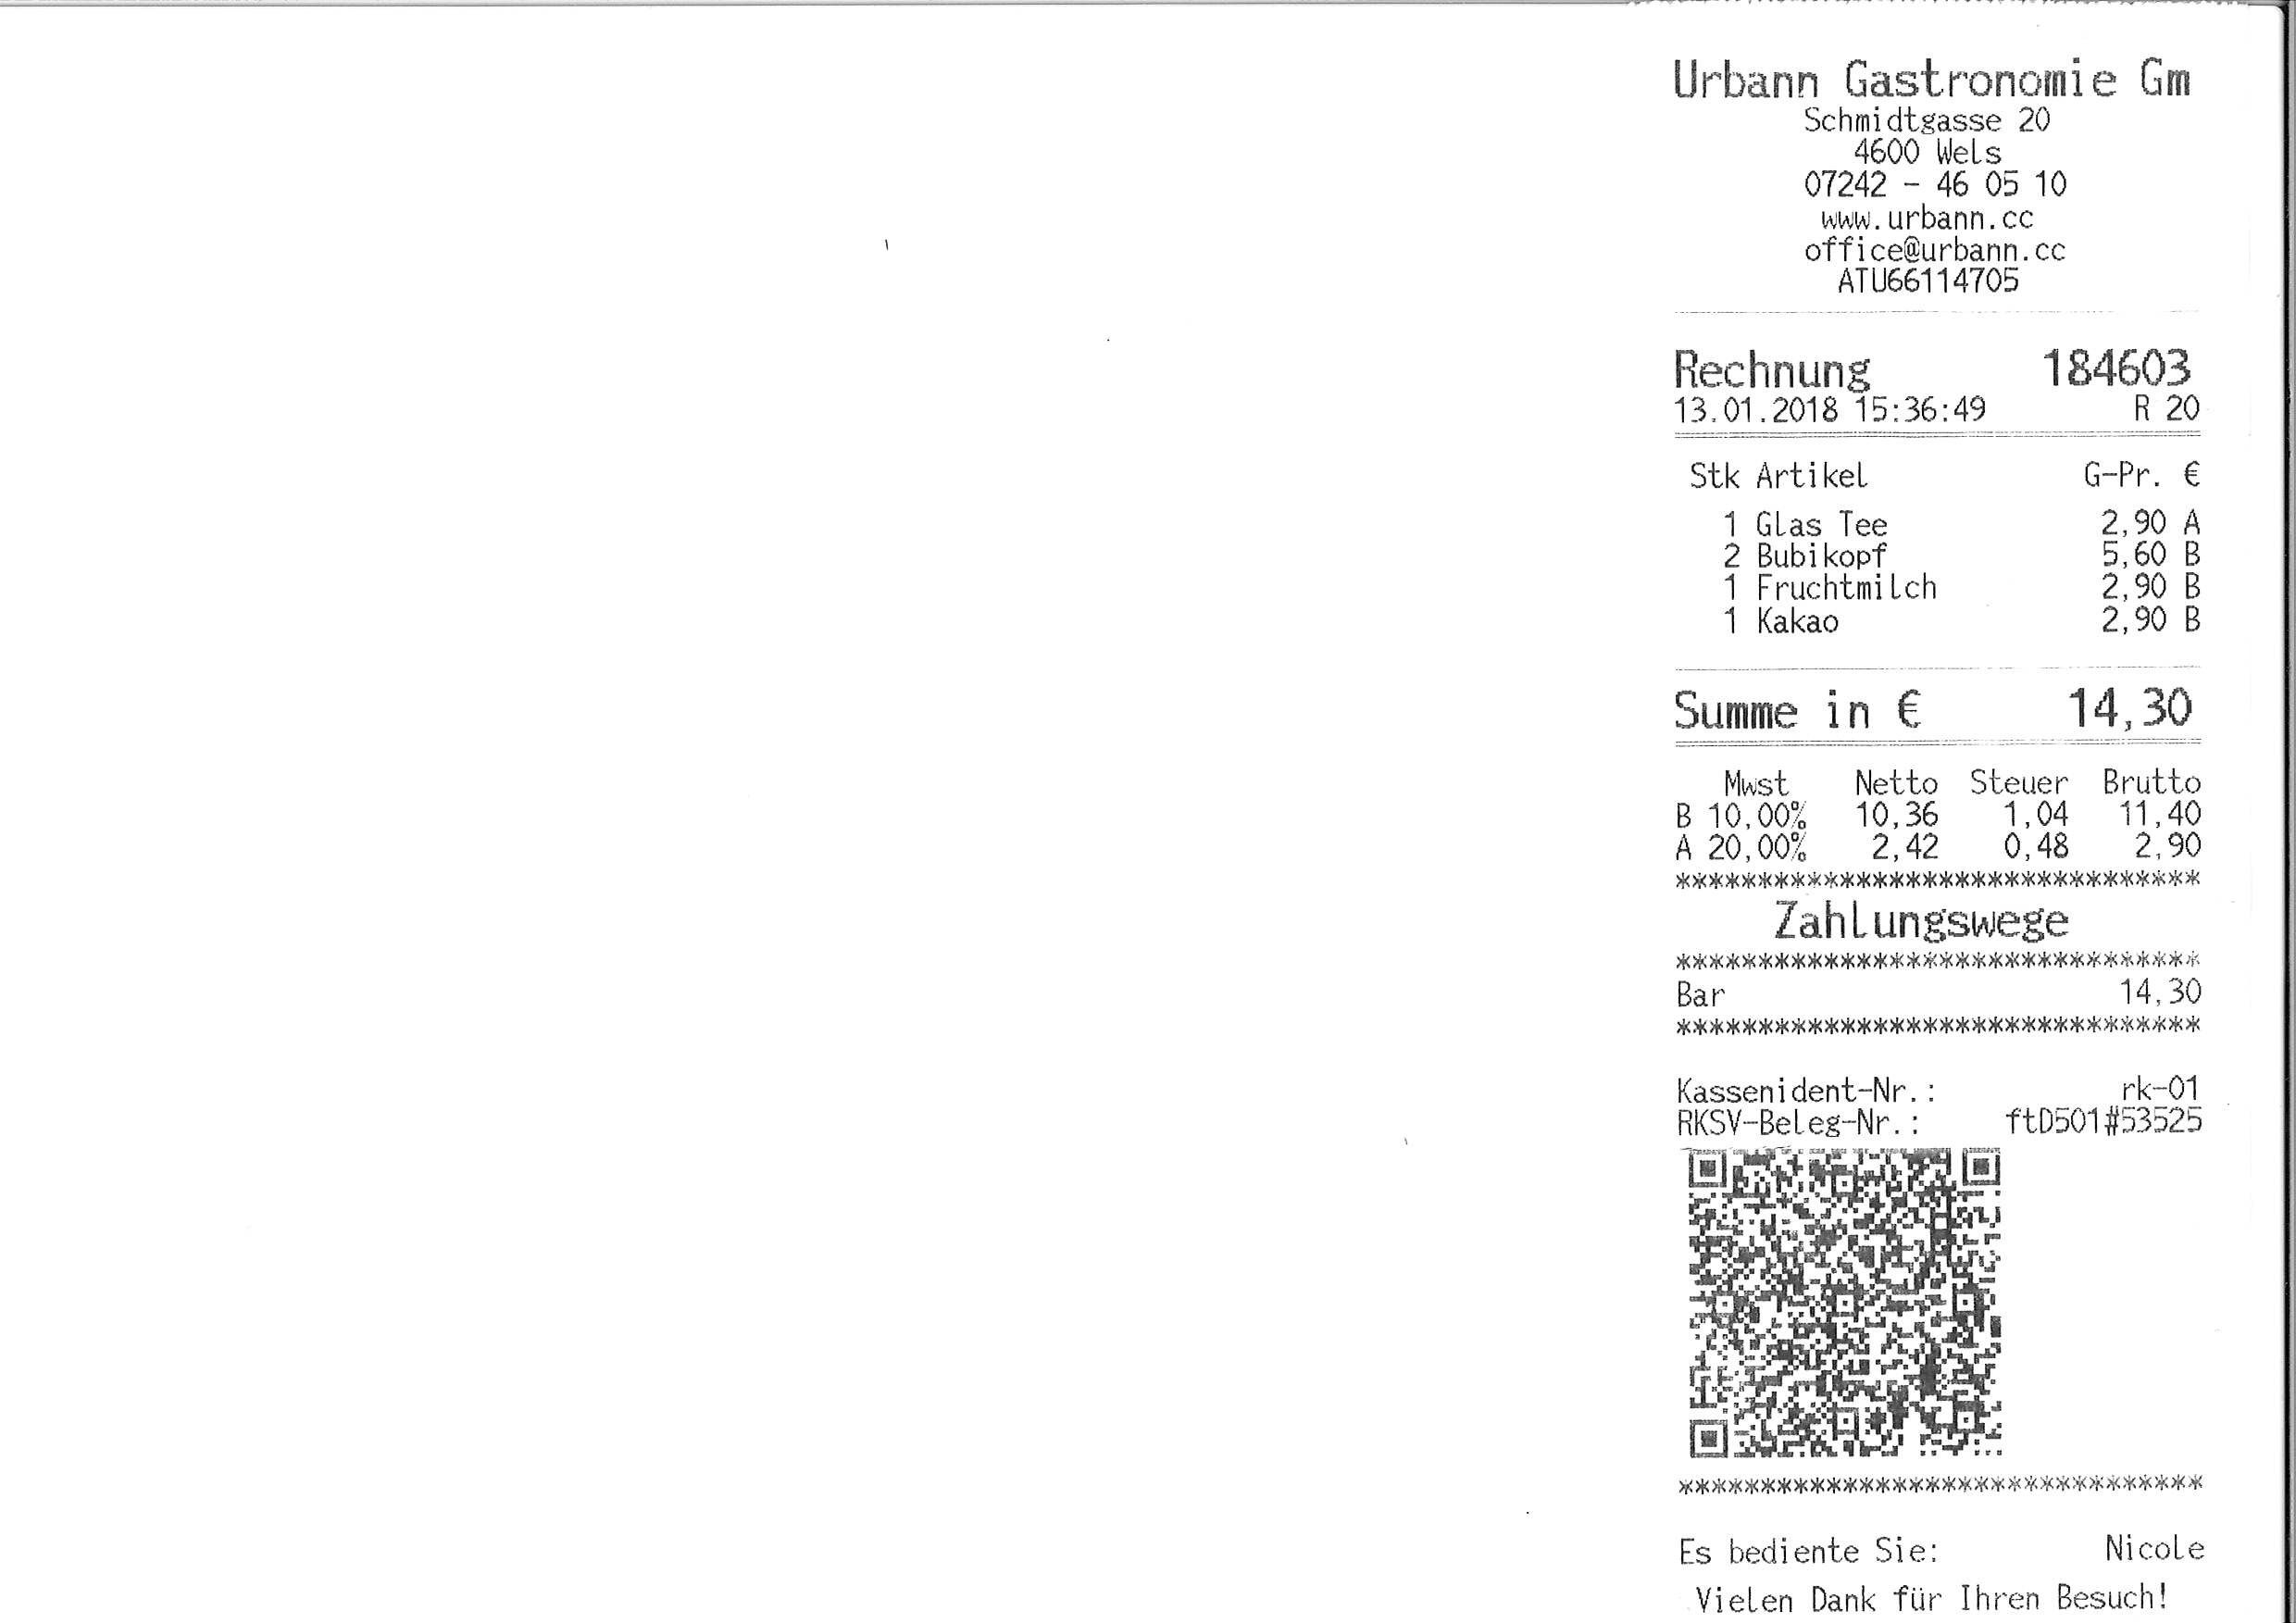 Urbann Gastronomie Gm
Schmidtgasse 20
4600 Wels
07242 - 46 05 10
www.urbann.cc
office@urbann.cc
ATU66114705
Rechnung 184603
13.01.2018 15:36:49 R 20
Stk Artikel G-Pr. €
1 Glas Tee 2,90 A
2 Bubikopf 5,60 B
1 Fruchtmilch 2,90 B
1 Kakao 2,90 B
Summe in € 14,30
Mwst Netto Steuer Brutto
B 10,00% 10,36 1,04 11,40
A 20,00% 2,42 0,48 2,90
********************************
Zahlungswege
********************************
Bar 14,30
********************************
Kassenident-Nr.: rk-01
RKSV-Beleg-Nr.: ftD501#53525
********************************
Es bediente Sie: Nicole
Vielen Dank für Ihren Besuch!